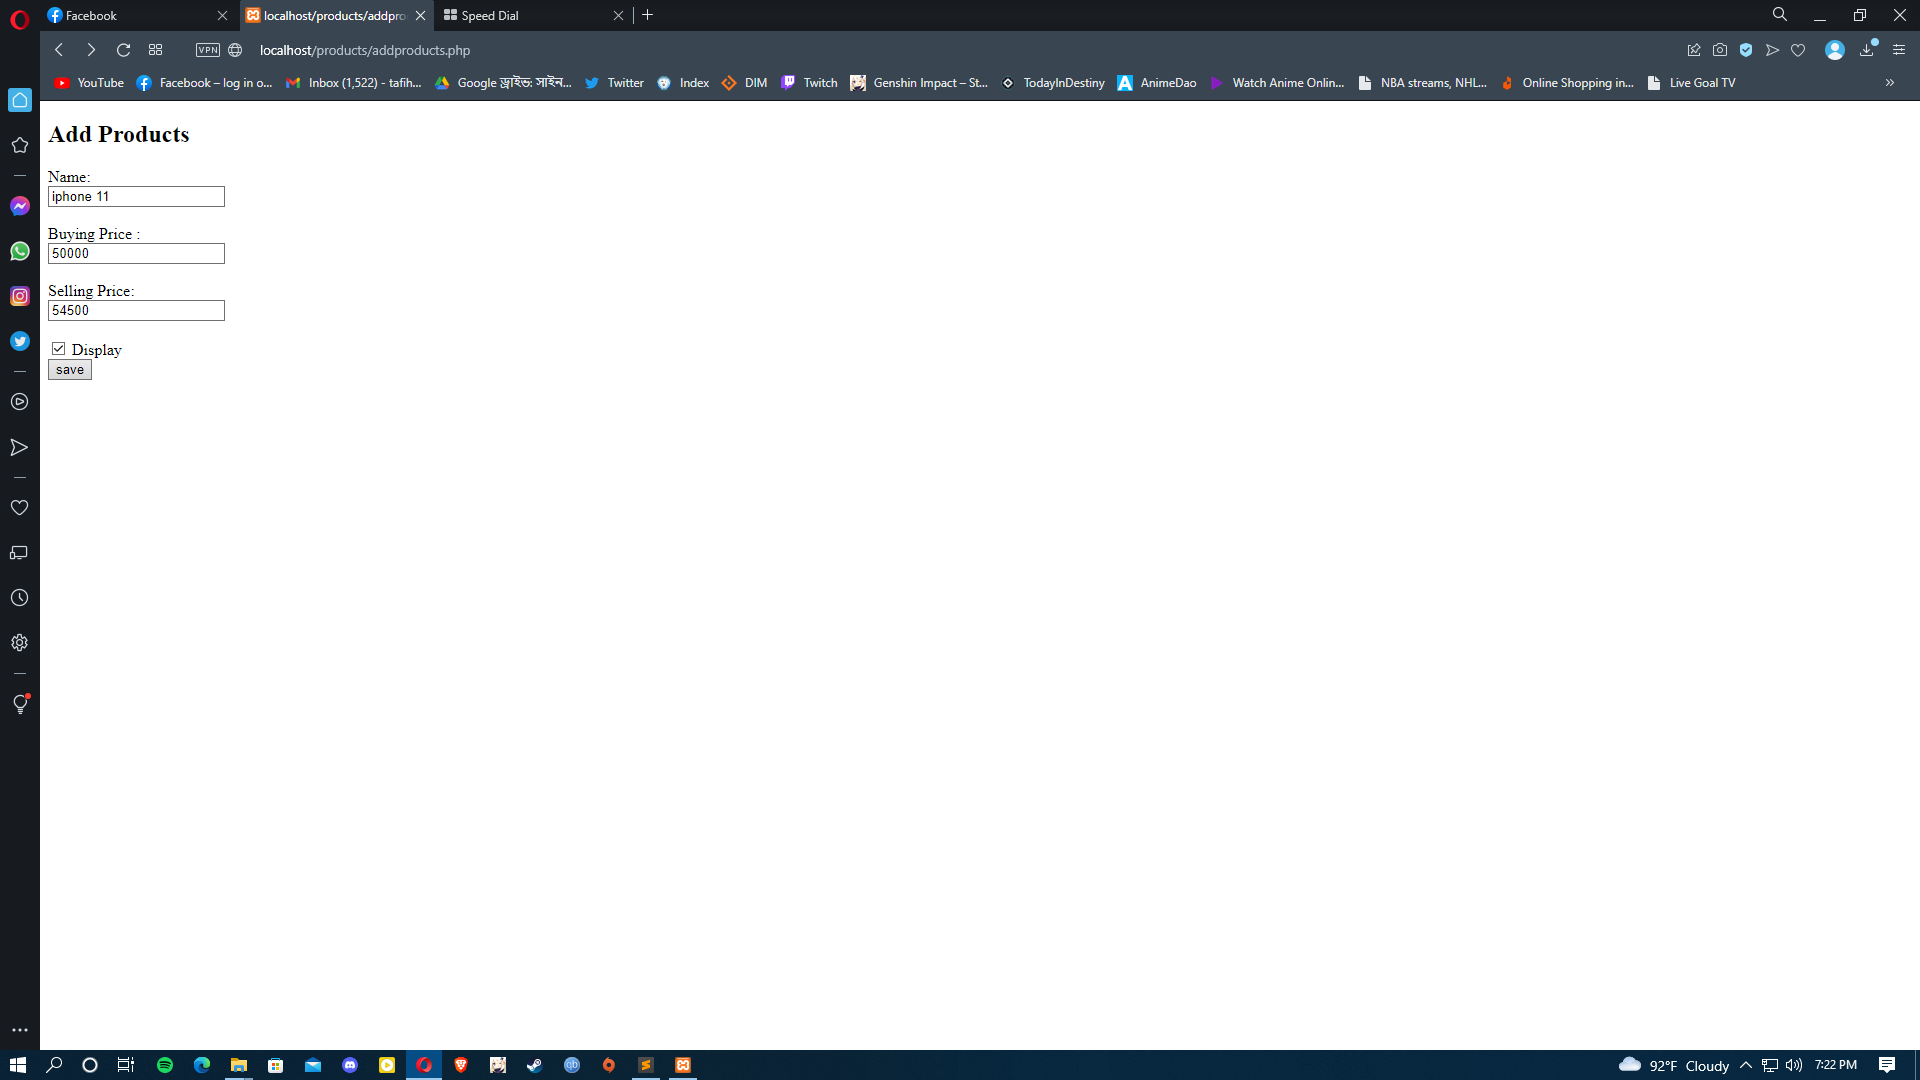 Facebook
localhost/products/addpro
Speed Dial
VPN
localhost/products/addproducts.php
YouTube
Facebook – log in o...
Inbox (1,522) - tafih...
Google ড্রাইভ: সাইন...
Twitter
Index
DIM
Twitch
Genshin Impact – St...
TodayInDestiny
AnimeDao
Watch Anime Onlin...
NBA streams, NHL...
Online Shopping in...
Live Goal TV
Add Products
Name:
iphone 11
Buying Price :
50000
Selling Price:
54500
Display
save
92°F Cloudy
7:22 PM